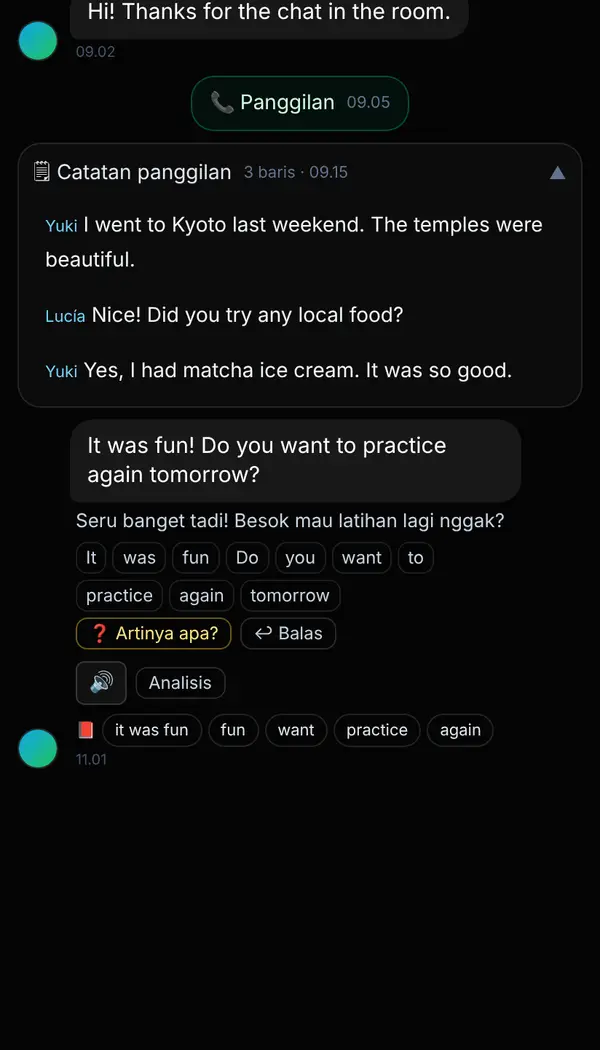 Hi! Thanks for the chat in the room.
09.02
📞 Panggilan 09.05
🗒️ Catatan panggilan 3 baris · 09.15 ▲
Yuki I went to Kyoto last weekend. The temples were
beautiful.
Lucía Nice! Did you try any local food?
Yuki Yes, I had matcha ice cream. It was so good.
It was fun! Do you want to practice
again tomorrow?
Seru banget tadi! Besok mau latihan lagi nggak?
It was fun Do you want to
practice again tomorrow
❓ Artinya apa? ↩ Balas
🔊 Analisis
📕 it was fun fun want practice again
11.01